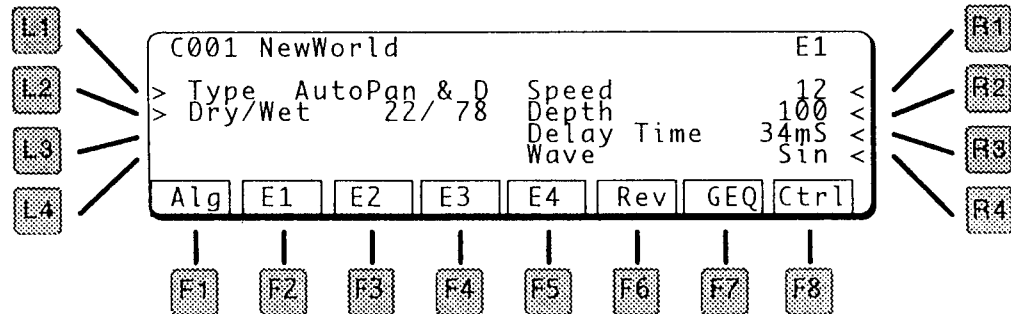 L1
L2
L3
L4
C001 NewWorld E1
> Type AutoPan & D Speed 12 <
> Dry/Wet 22/ 78 Depth 100 <
Delay Time 34mS <
Wave Sin <
Alg E1 E2 E3 E4 Rev GEQ Ctrl
F1 F2 F3 F4 F5 F6 F7 F8
R1
R2
R3
R4